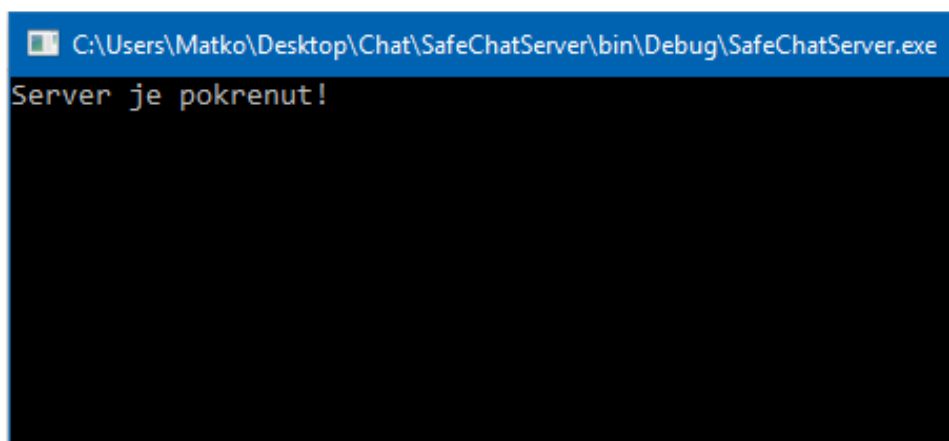 C:\Users\Matko\Desktop\Chat\SafeChatServer\bin\Debug\SafeChatServer.exe
Server je pokrenut!